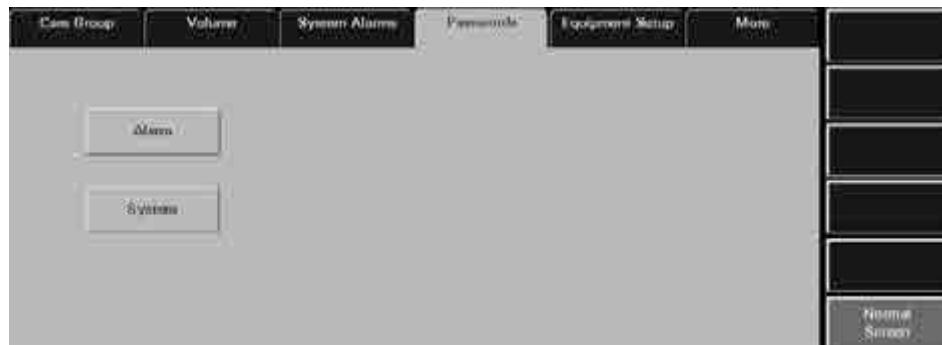 Care Group
Volume
System Alarms
Passwords
Equipment Setup
More
Alarm
System
Normal
Screen